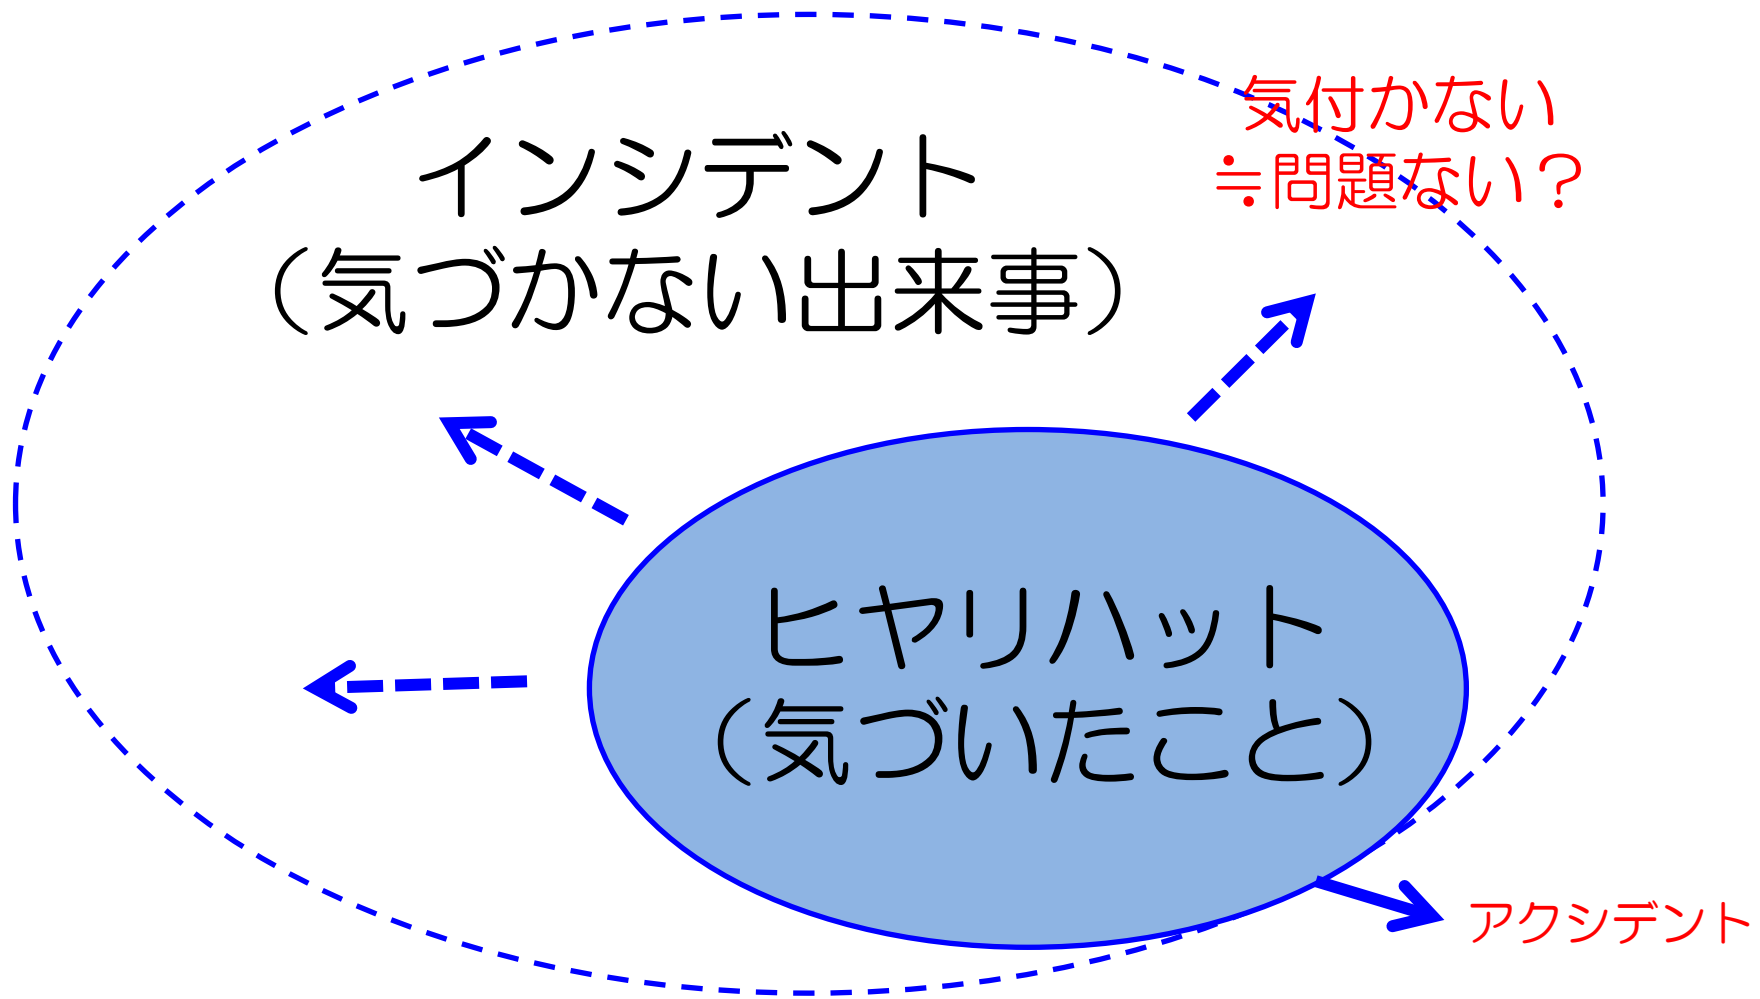 気付かない
≒問題ない？
インシデント
（気づかない出来事）
ヒヤリハット
（気づいたこと）
アクシデント